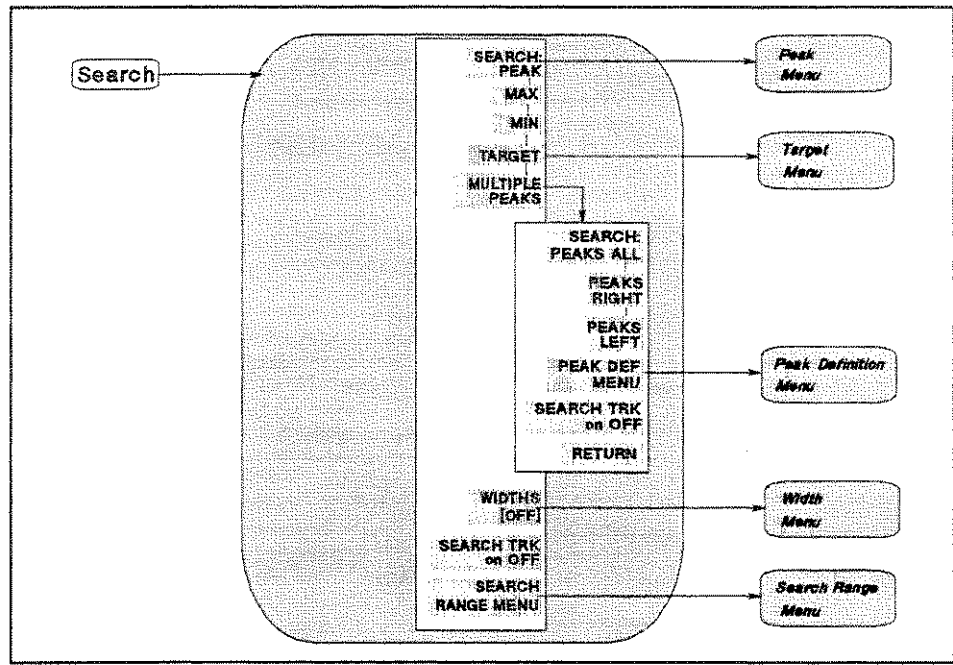 Search
SEARCH:
PEAK
MAX
MIN
TARGET
MULTIPLE
PEAKS
SEARCH:
PEAKS ALL
PEAKS
RIGHT
PEAKS
LEFT
PEAK DEF
MENU
SEARCH TRK
on OFF
RETURN
WIDTHS
[OFF]
SEARCH TRK
on OFF
SEARCH
RANGE MENU
Peak
Menu
Target
Menu
Peak Definition
Menu
Width
Menu
Search Range
Menu